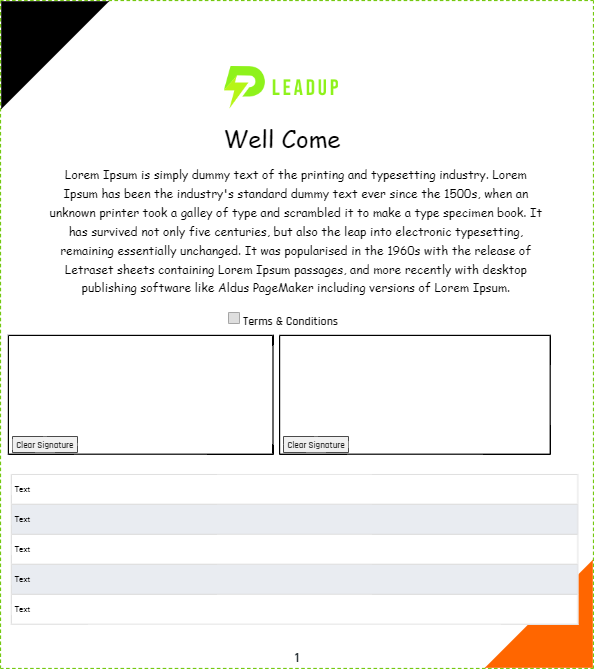 LEADUP
Well Come
Lorem Ipsum is simply dummy text of the printing and typesetting industry. Lorem
Ipsum has been the industry's standard dummy text ever since the 1500s, when an
unknown printer took a galley of type and scrambled it to make a type specimen book. It
has survived not only five centuries, but also the leap into electronic typesetting,
remaining essentially unchanged. It was popularised in the 1960s with the release of
Letraset sheets containing Lorem Ipsum passages, and more recently with desktop
publishing software like Aldus PageMaker including versions of Lorem Ipsum.
Terms & Conditions
Clear Signature Clear Signature
Text
Text
Text
Text
Text
1